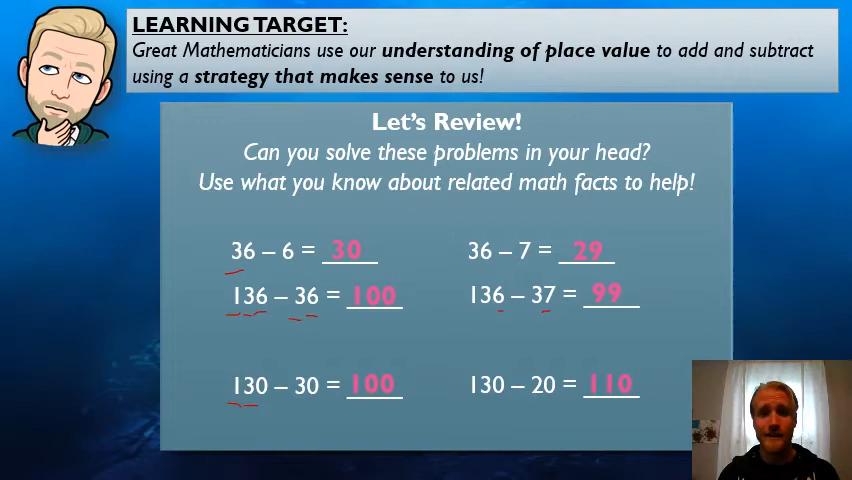 LEARNING TARGET:
Great Mathematicians use our understanding of place value to add and subtract
using a strategy that makes sense to us!
Let's Review!
Can you solve these problems in your head?
Use what you know about related math facts to help!
36 – 6 = 30
36 – 7 = 29
136 – 36 = 100
136 – 37 = 99
130 – 30 = 100
130 – 20 = 110